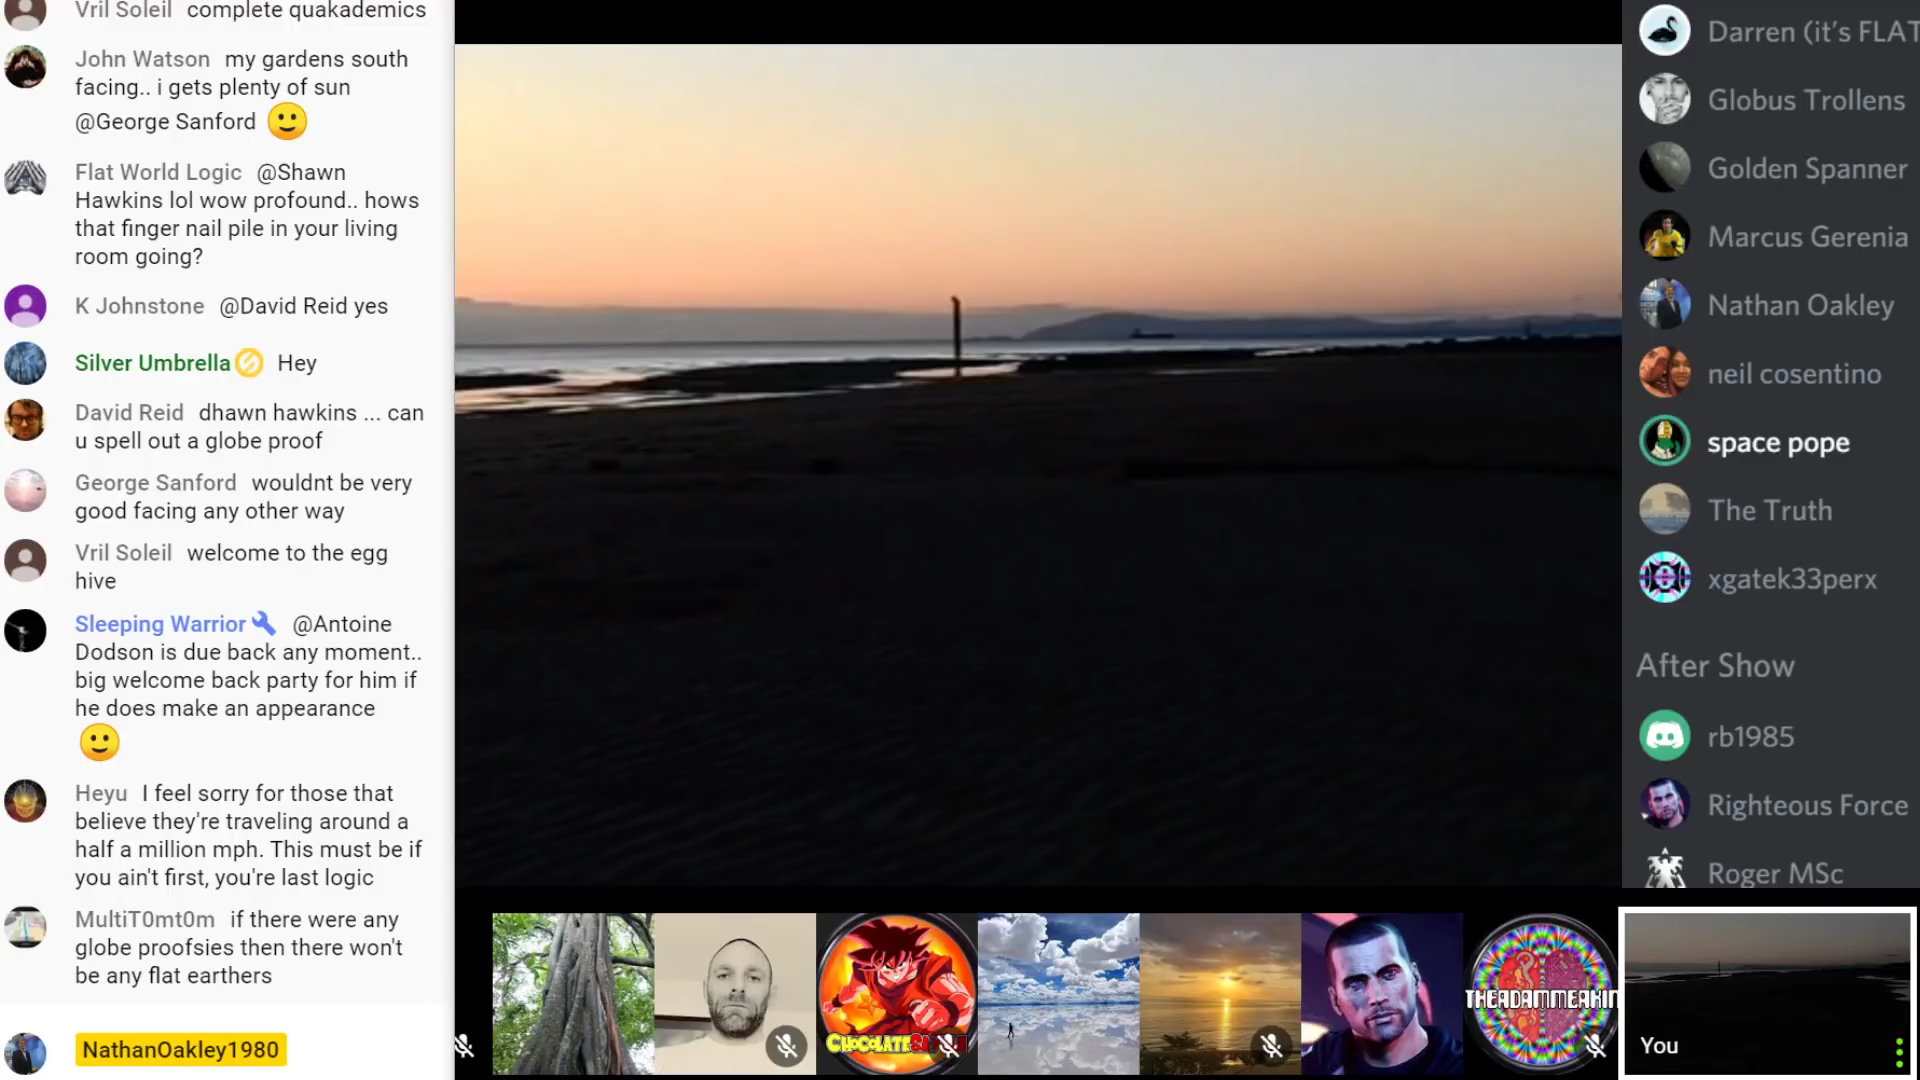 Vril Soleil complete quakademics
John Watson my gardens south
facing.. i gets plenty of sun
@George Sanford
Flat World Logic @Shawn
Hawkins lol wow profound.. hows
that finger nail pile in your living
room going?
K Johnstone @David Reid yes
Silver Umbrella Hey
David Reid dhawn hawkins ... can
u spell out a globe proof
George Sanford wouldnt be very
good facing any other way
Vril Soleil welcome to the egg
hive
Sleeping Warrior @Antoine
Dodson is due back any moment..
big welcome back party for him if
he does make an appearance
Heyu I feel sorry for those that
believe they're traveling around a
half a million mph. This must be if
you ain't first, you're last logic
MultiT0mt0m if there were any
globe proofsies then there won't
be any flat earthers
NathanOakley1980
Darren (it's FLAT
Globus Trollens
Golden Spanner
Marcus Gerenia
Nathan Oakley
neil cosentino
space pope
The Truth
xgatek33perx
After Show
rb1985
Righteous Force
Roger MSc
THEADAMMEAKIN
You